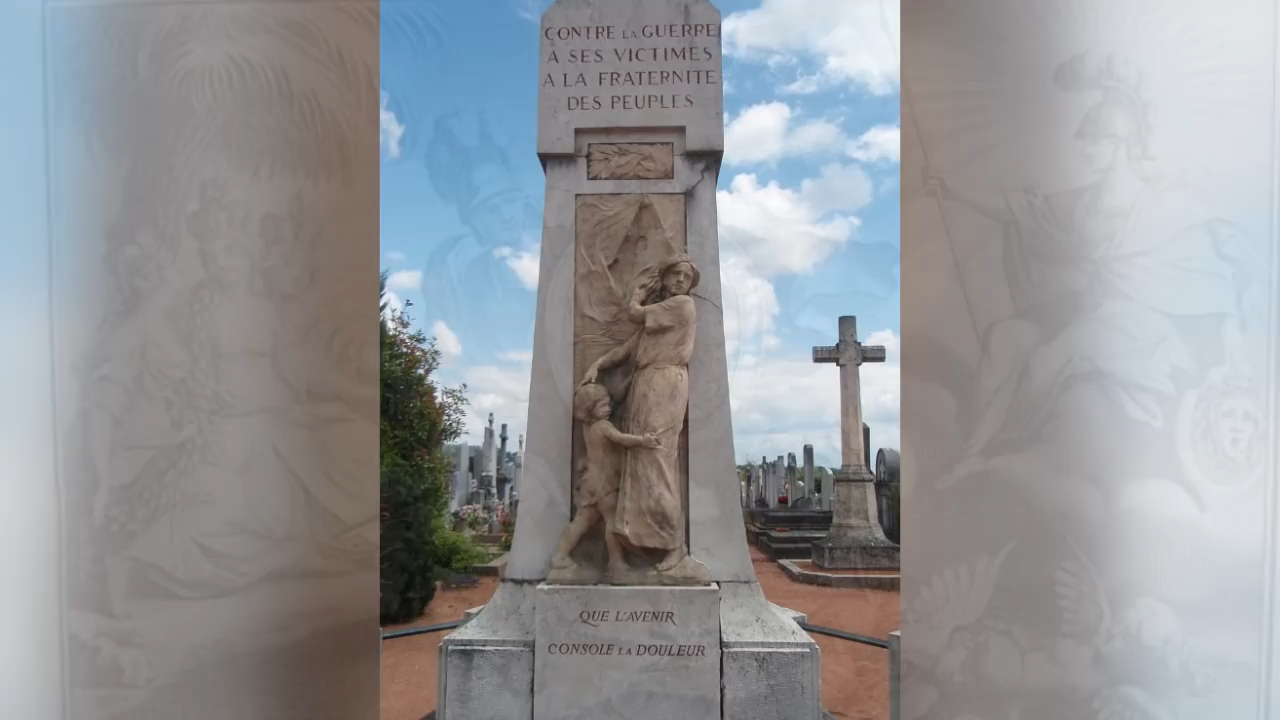 CONTRE LA GUERRE
A SES VICTIMES
A LA FRATERNITE
DES PEUPLES
QUE L'AVENIR
CONSOLE LA DOULEUR